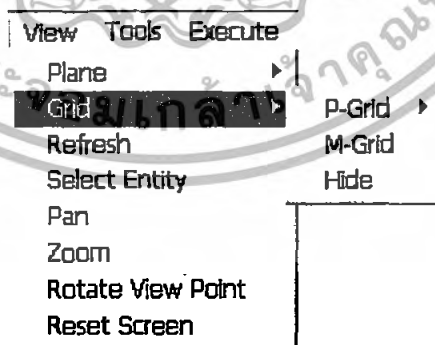 View Tools Execute
Plane
Grid
P-Grid
Refresh
M-Grid
Select Entity
Hide
Pan
Zoom
Rotate View Point
Reset Screen